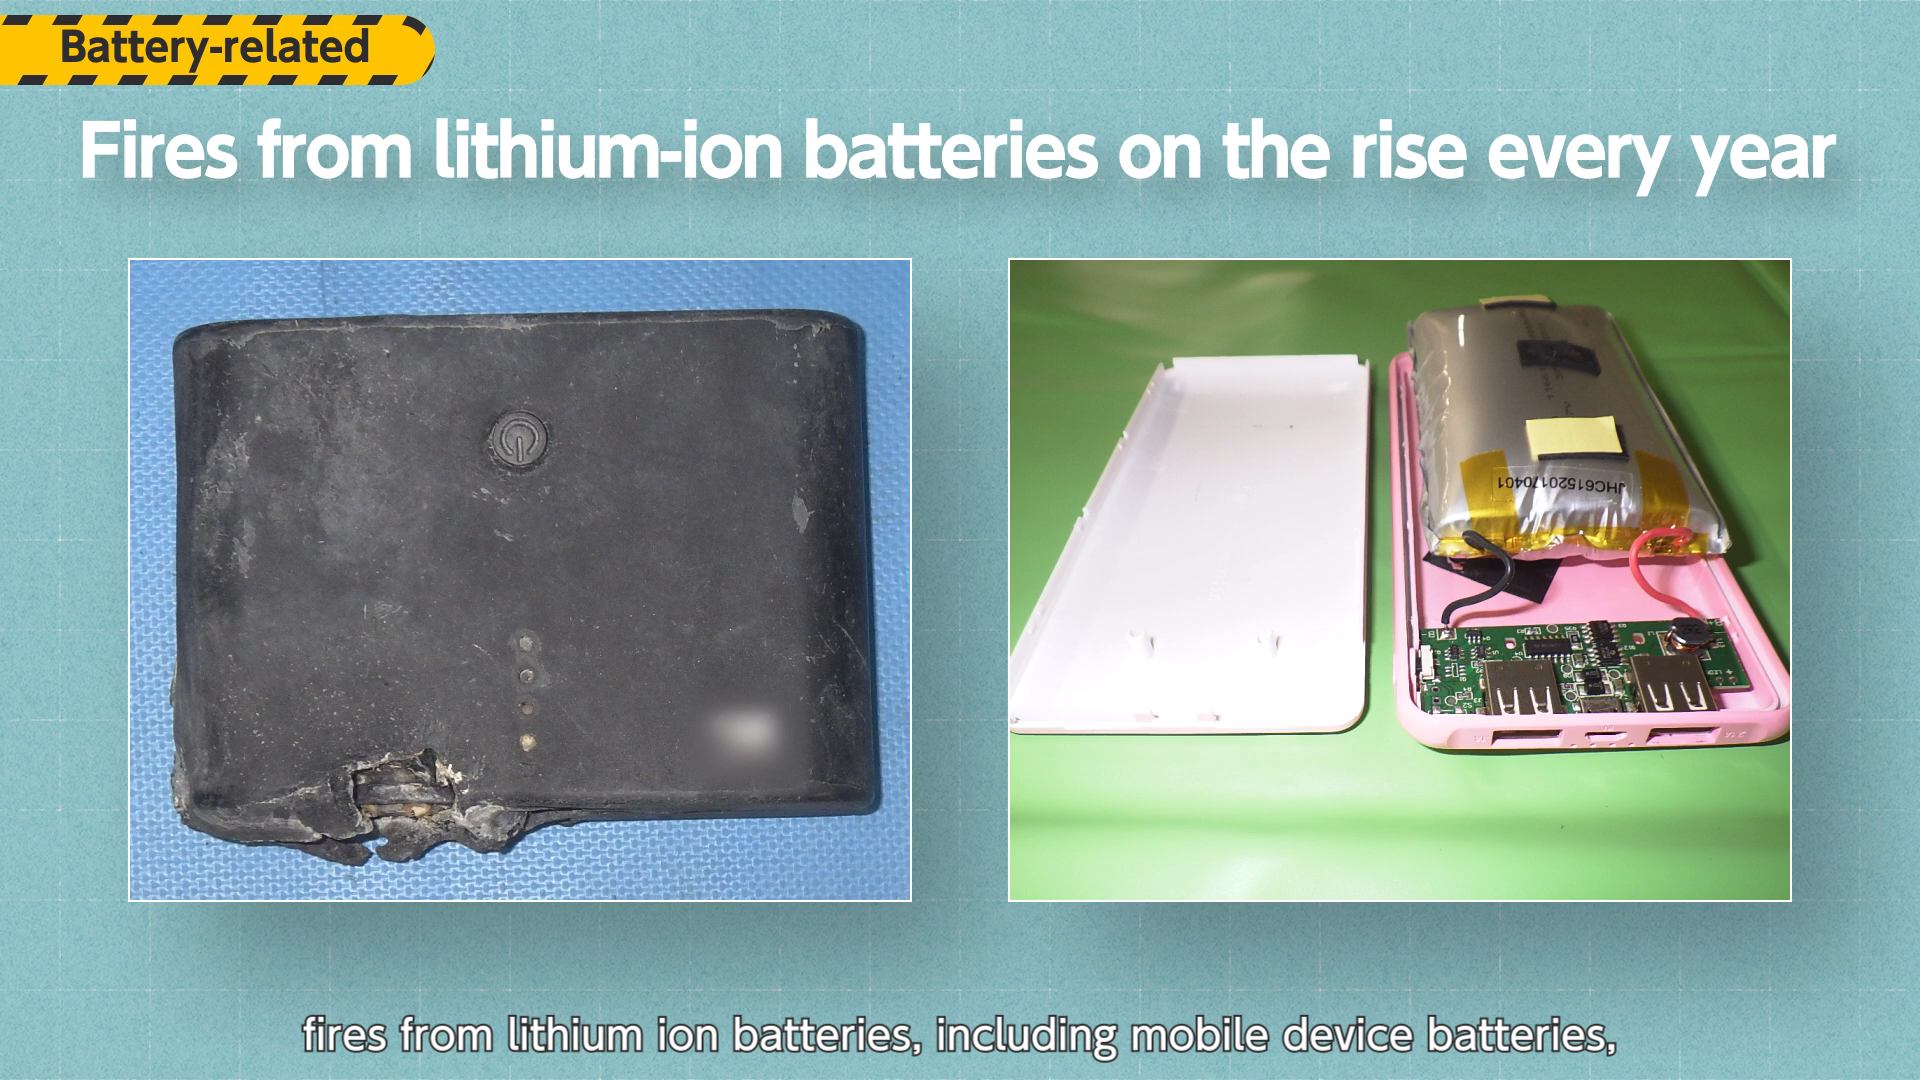 Battery-related
Fires from lithium-ion batteries on the rise every year
JHC61520170401
fires from lithium ion batteries, including mobile device batteries,